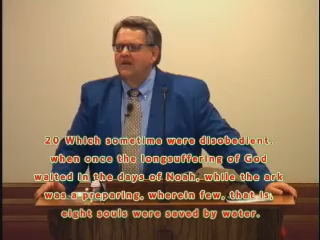 20 Which sometime were disobedient,
when once the longsuffering of God
waited in the days of Noah, while the ark
was a preparing, wherein few, that is,
eight souls were saved by water.